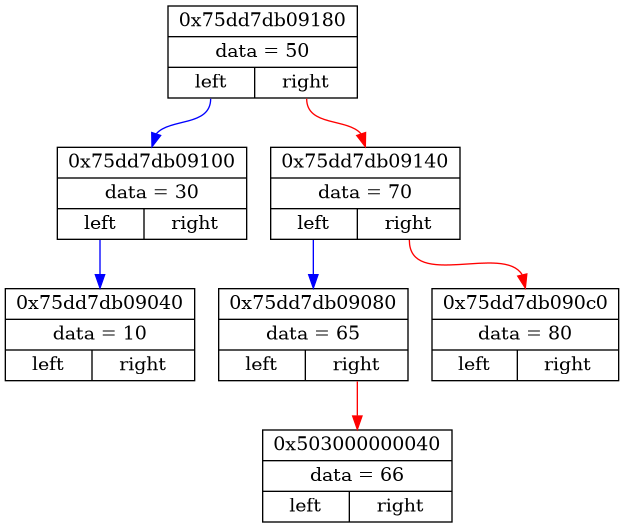 0x75dd7db09180
data = 50
left right
0x75dd7db09100
data = 30
left right
0x75dd7db09140
data = 70
left right
0x75dd7db09040
data = 10
left right
0x75dd7db09080
data = 65
left right
0x75dd7db090c0
data = 80
left right
0x503000000040
data = 66
left right